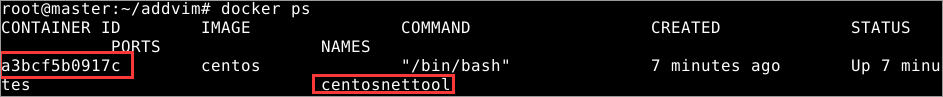 root@master:~/addvim# docker ps
CONTAINER ID        IMAGE               COMMAND             CREATED             STATUS
          PORTS               NAMES
a3bcf5b0917c        centos              "/bin/bash"         7 minutes ago       Up 7 minu
tes                           centosnettool